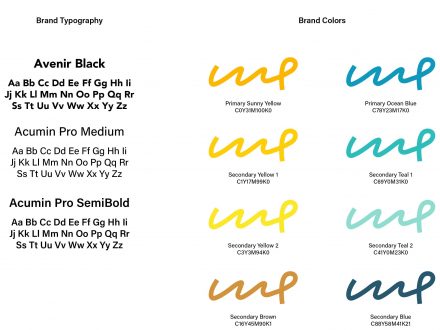 Brand Typography
Brand Colors
Avenir Black
Aa Bb Cc Dd Ee Ff Gg Hh Ii
Jj Kk Ll Mm Nn Oo Pp Qq Rr
Ss Tt Uu Vv Ww Xx Yy Zz
Acumin Pro Medium
Aa Bb Cc Dd Ee Ff Gg Hh Ii
Jj Kk Ll Mm Nn Oo Pp Qq Rr
Ss Tt Uu Vv Ww Xx Yy Zz
Acumin Pro SemiBold
Aa Bb Cc Dd Ee Ff Gg Hh Ii
Jj Kk Ll Mm Nn Oo Pp Qq Rr
Ss Tt Uu Vv Ww Xx Yy Zz
Primary Sunny Yellow
C0Y31M100K0
Primary Ocean Blue
C78Y23M17K0
Secondary Yellow 1
C1Y17M99K0
Secondary Teal 1
C69Y0M31K0
Secondary Yellow 2
C3Y3M94K0
Secondary Teal 2
C41Y0M23K0
Secondary Brown
C16Y45M90K1
Secondary Blue
C88Y58M41K21